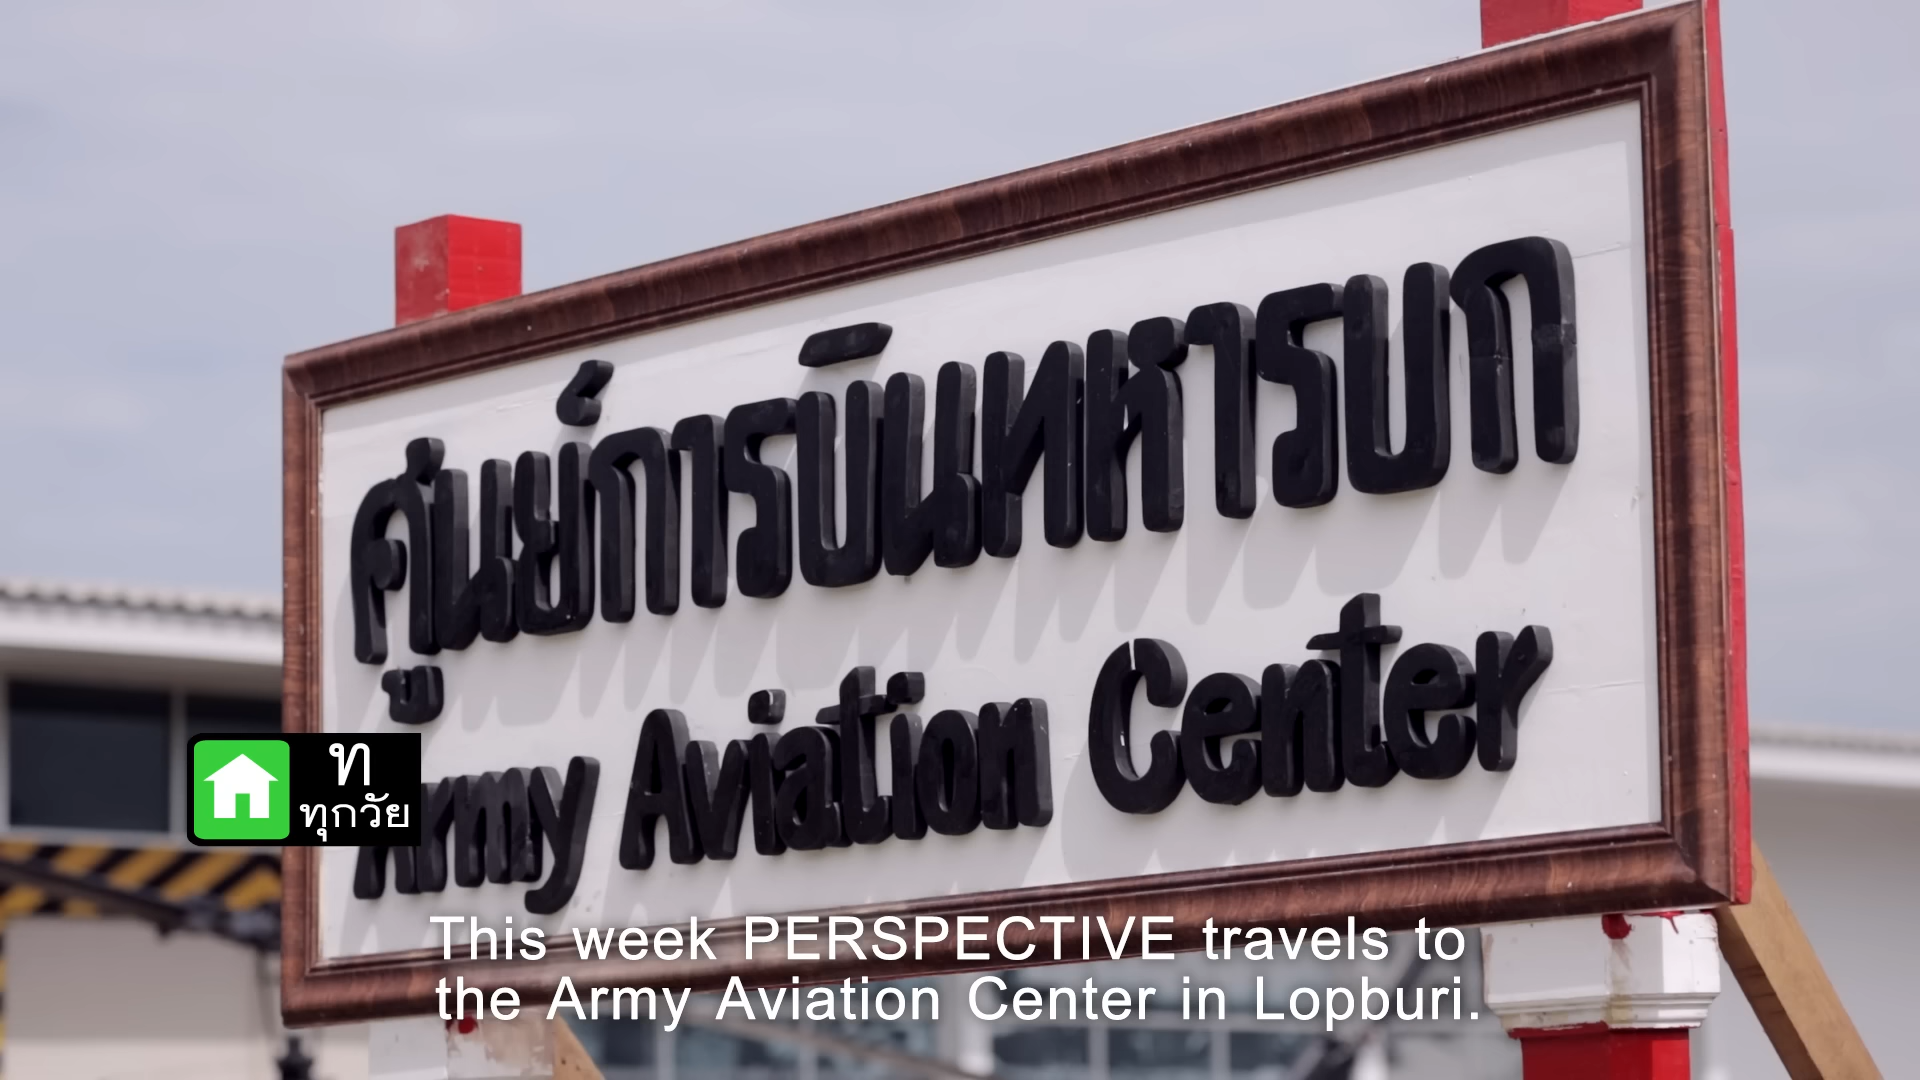 ศูนย์การบินทหารบก
Army Aviation Center
ท
ทุกวัย
This week PERSPECTIVE travels to
the Army Aviation Center in Lopburi.